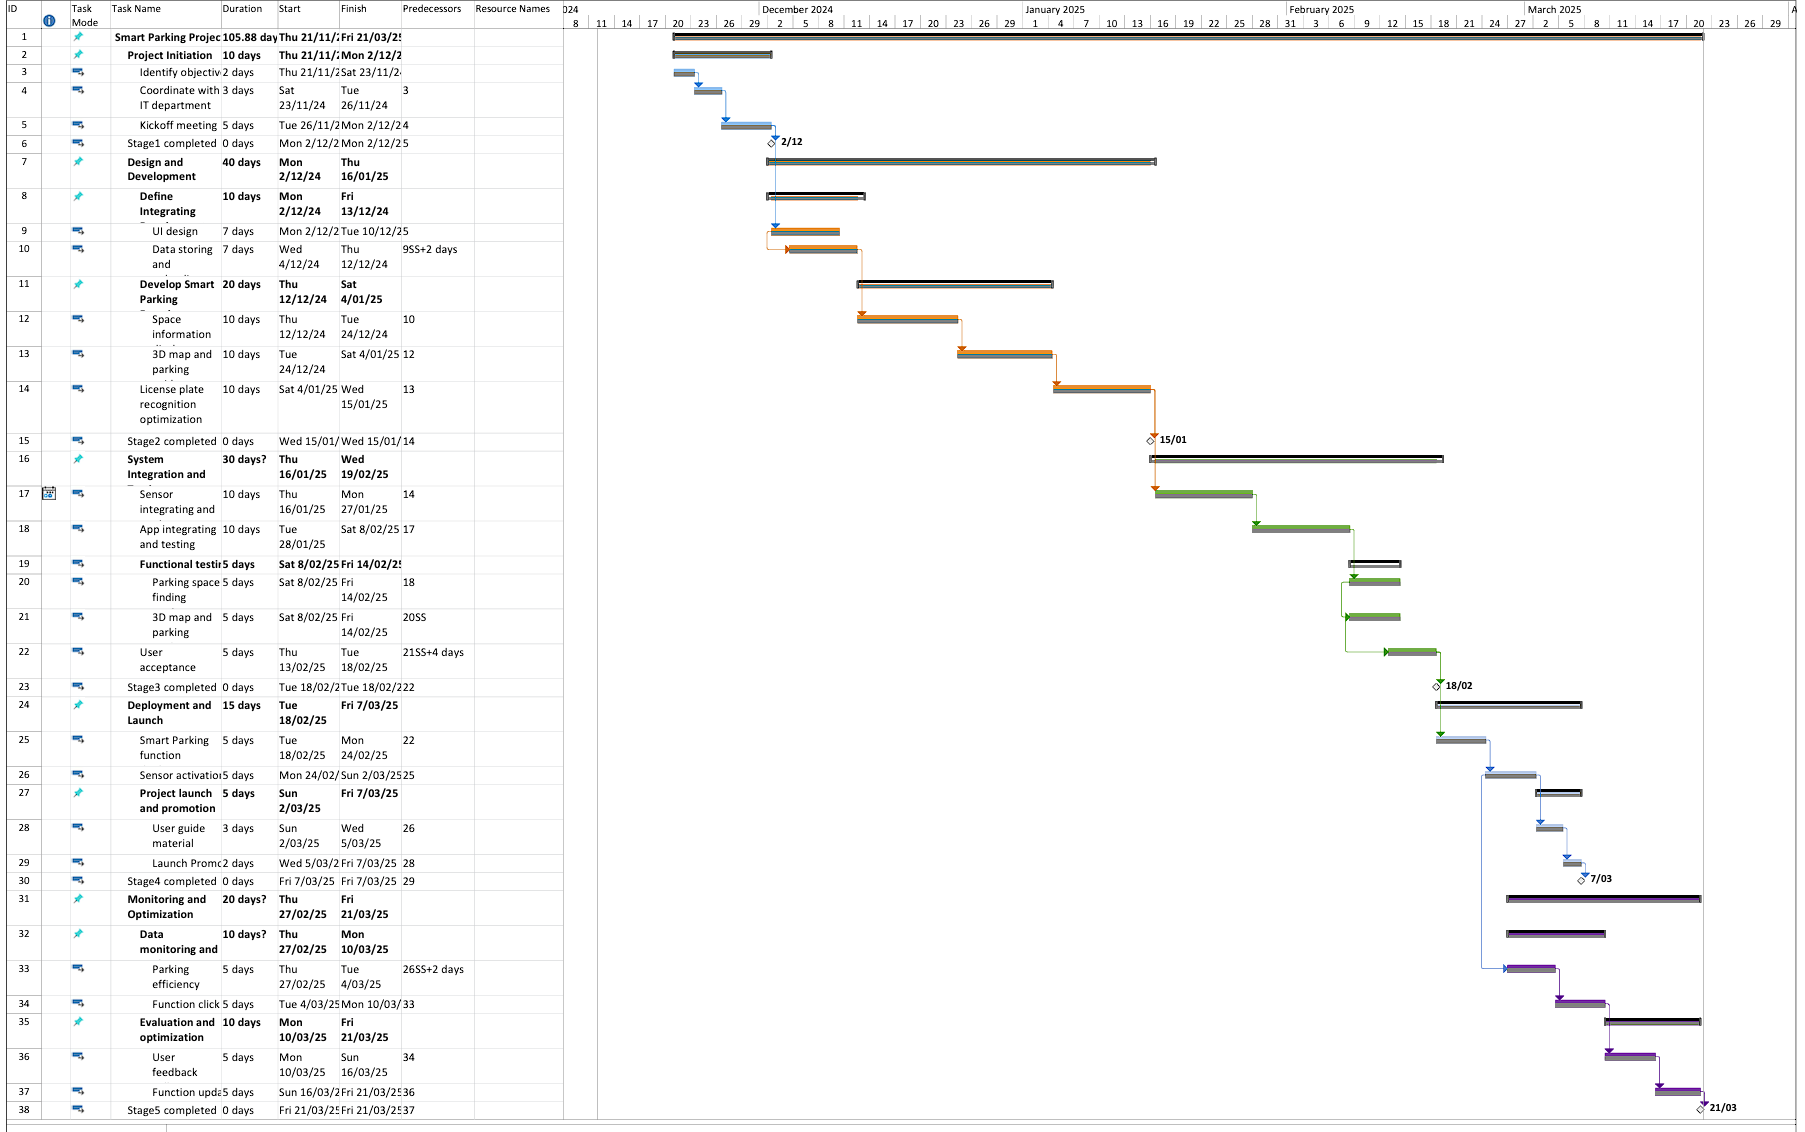 ID Task Mode Task Name Duration Start Finish Predecessors Resource Names
024 December 2024 January 2025 February 2025 March 2025 A
8 11 14 17 20 23 26 29 2 5 8 11 14 17 20 23 26 29 1 4 7 10 13 16 19 22 25 28 31 3 6 9 12 15 18 21 24 27 2 5 8 11 14 17 20 23 26 29
1 Smart Parking Projec 105.88 day Thu 21/11/2 Fri 21/03/25
2 Project Initiation 10 days Thu 21/11/2 Mon 2/12/2
3 Identify objectiv 2 days Thu 21/11/2 Sat 23/11/24
4 Coordinate with 3 days Sat Tue 3
IT department 23/11/24 26/11/24
5 Kickoff meeting 5 days Tue 26/11/2 Mon 2/12/2 4
6 Stage1 completed 0 days Mon 2/12/2 Mon 2/12/2 5 2/12
7 Design and 40 days Mon Thu
Development 2/12/24 16/01/25
8 Define 10 days Mon Fri
Integrating 2/12/24 13/12/24
9 UI design 7 days Mon 2/12/2 Tue 10/12/2 5
10 Data storing 7 days Wed Thu 9SS+2 days
and 4/12/24 12/12/24
11 Develop Smart 20 days Thu Sat
Parking 12/12/24 4/01/25
12 Space 10 days Thu Tue 10
information 12/12/24 24/12/24
13 3D map and 10 days Tue Sat 4/01/25 12
parking 24/12/24
14 License plate 10 days Sat 4/01/25 Wed 13
recognition 15/01/25
optimization
15 Stage2 completed 0 days Wed 15/01/ Wed 15/01/ 14 15/01
16 System 30 days? Thu Wed
Integration and 16/01/25 19/02/25
17 Sensor 10 days Thu Mon 14
integrating and 16/01/25 27/01/25
18 App integrating 10 days Tue Sat 8/02/25 17
and testing 28/01/25
19 Functional testin 5 days Sat 8/02/25 Fri 14/02/25
20 Parking space 5 days Sat 8/02/25 Fri 18
finding 14/02/25
21 3D map and 5 days Sat 8/02/25 Fri 20SS
parking 14/02/25
22 User 5 days Thu Tue 21SS+4 days
acceptance 13/02/25 18/02/25
23 Stage3 completed 0 days Tue 18/02/2 Tue 18/02/2 22 18/02
24 Deployment and 15 days Tue Fri 7/03/25
Launch 18/02/25
25 Smart Parking 5 days Tue Mon 22
function 18/02/25 24/02/25
26 Sensor activation 5 days Mon 24/02/ Sun 2/03/25 25
27 Project launch 5 days Sun Fri 7/03/25
and promotion 2/03/25
28 User guide 3 days Sun Wed 26
material 2/03/25 5/03/25
29 Launch Promo 2 days Wed 5/03/2 Fri 7/03/25 28
30 Stage4 completed 0 days Fri 7/03/25 Fri 7/03/25 29 7/03
31 Monitoring and 20 days? Thu Fri
Optimization 27/02/25 21/03/25
32 Data 10 days? Thu Mon
monitoring and 27/02/25 10/03/25
33 Parking 5 days Thu Tue 26SS+2 days
efficiency 27/02/25 4/03/25
34 Function click 5 days Tue 4/03/25 Mon 10/03/ 33
35 Evaluation and 10 days Mon Fri
optimization 10/03/25 21/03/25
36 User 5 days Mon Sun 34
feedback 10/03/25 16/03/25
37 Function upda 5 days Sun 16/03/2 Fri 21/03/25 36
38 Stage5 completed 0 days Fri 21/03/25 Fri 21/03/25 37 21/03